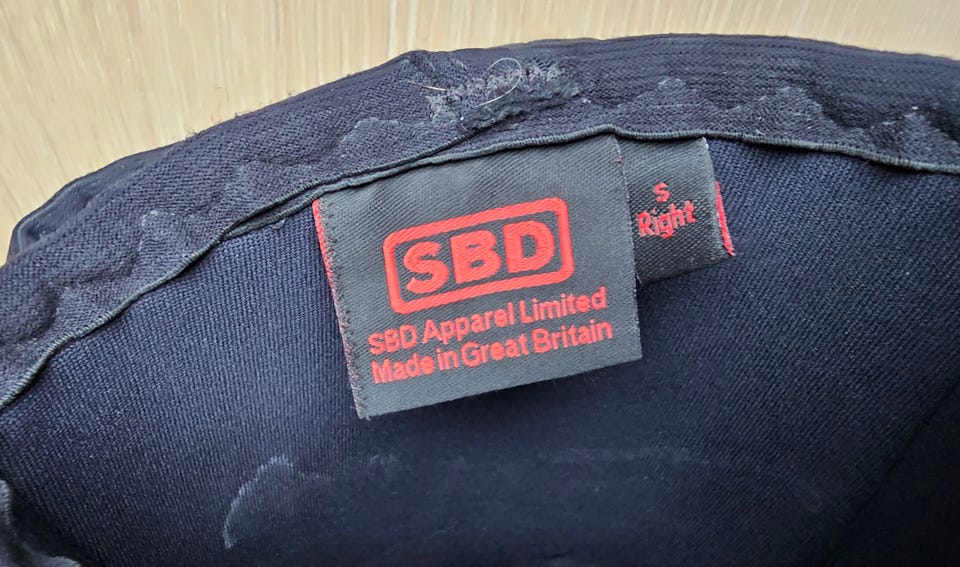 SBD
SBD Apparel Limited
Made in Great Britain
S
Right